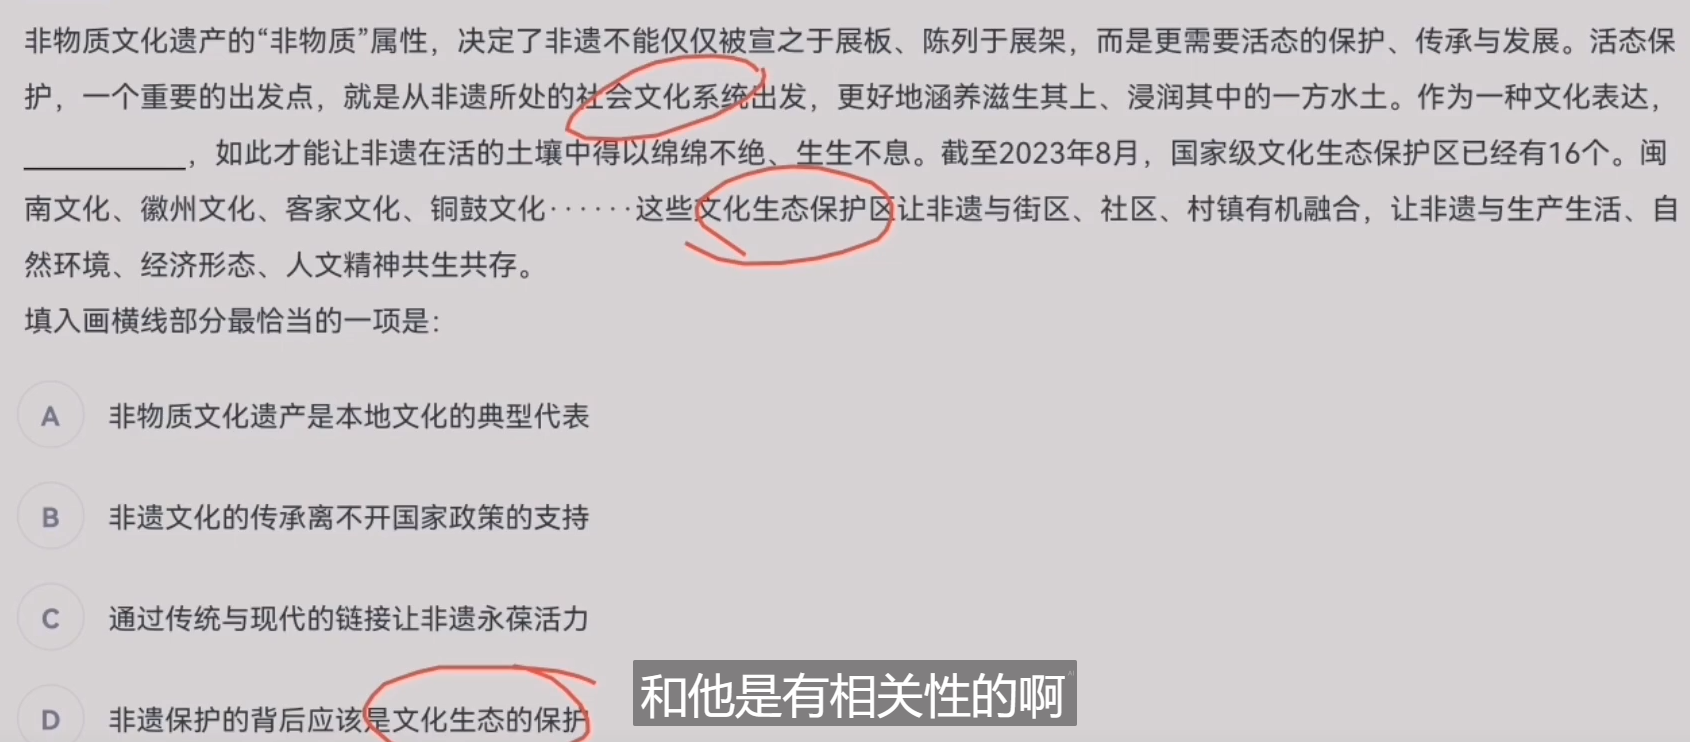 非物质文化遗产的“非物质”属性，决定了非遗不能仅仅被宣之于展板、陈列于展架，而是更需要活态的保护、传承与发展。活态保
护，一个重要的出发点，就是从非遗所处的社会文化系统出发，更好地涵养滋生其上、浸润其中的一方水土。作为一种文化表达，
___________，如此才能让非遗在活的土壤中得以绵绵不绝、生生不息。截至2023年8月，国家级文化生态保护区已经有16个。闽
南文化、徽州文化、客家文化、铜鼓文化······这些文化生态保护区让非遗与街区、社区、村镇有机融合，让非遗与生产生活、自
然环境、经济形态、人文精神共生共存。
填入画横线部分最恰当的一项是：
A 非物质文化遗产是本地文化的典型代表
B 非遗文化的传承离不开国家政策的支持
C 通过传统与现代的链接让非遗永葆活力
D 非遗保护的背后应该是文化生态的保护
和他是有相关性的啊
AI